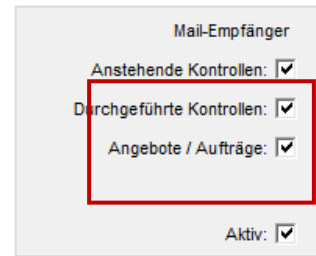 Mail-Empfänger
Anstehende Kontrollen:
Durchgeführte Kontrollen:
Angebote / Aufträge:
Aktiv: